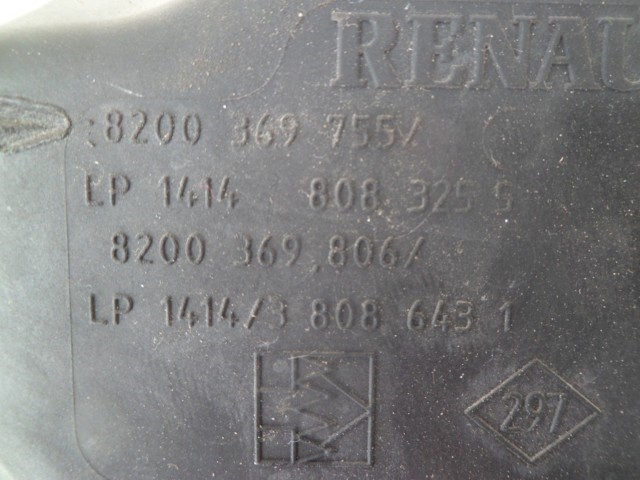 RENAU
8200 369 755/
LP 1414 808 325 S
8200 369 806/
LP 1414/3 808 643 1
297